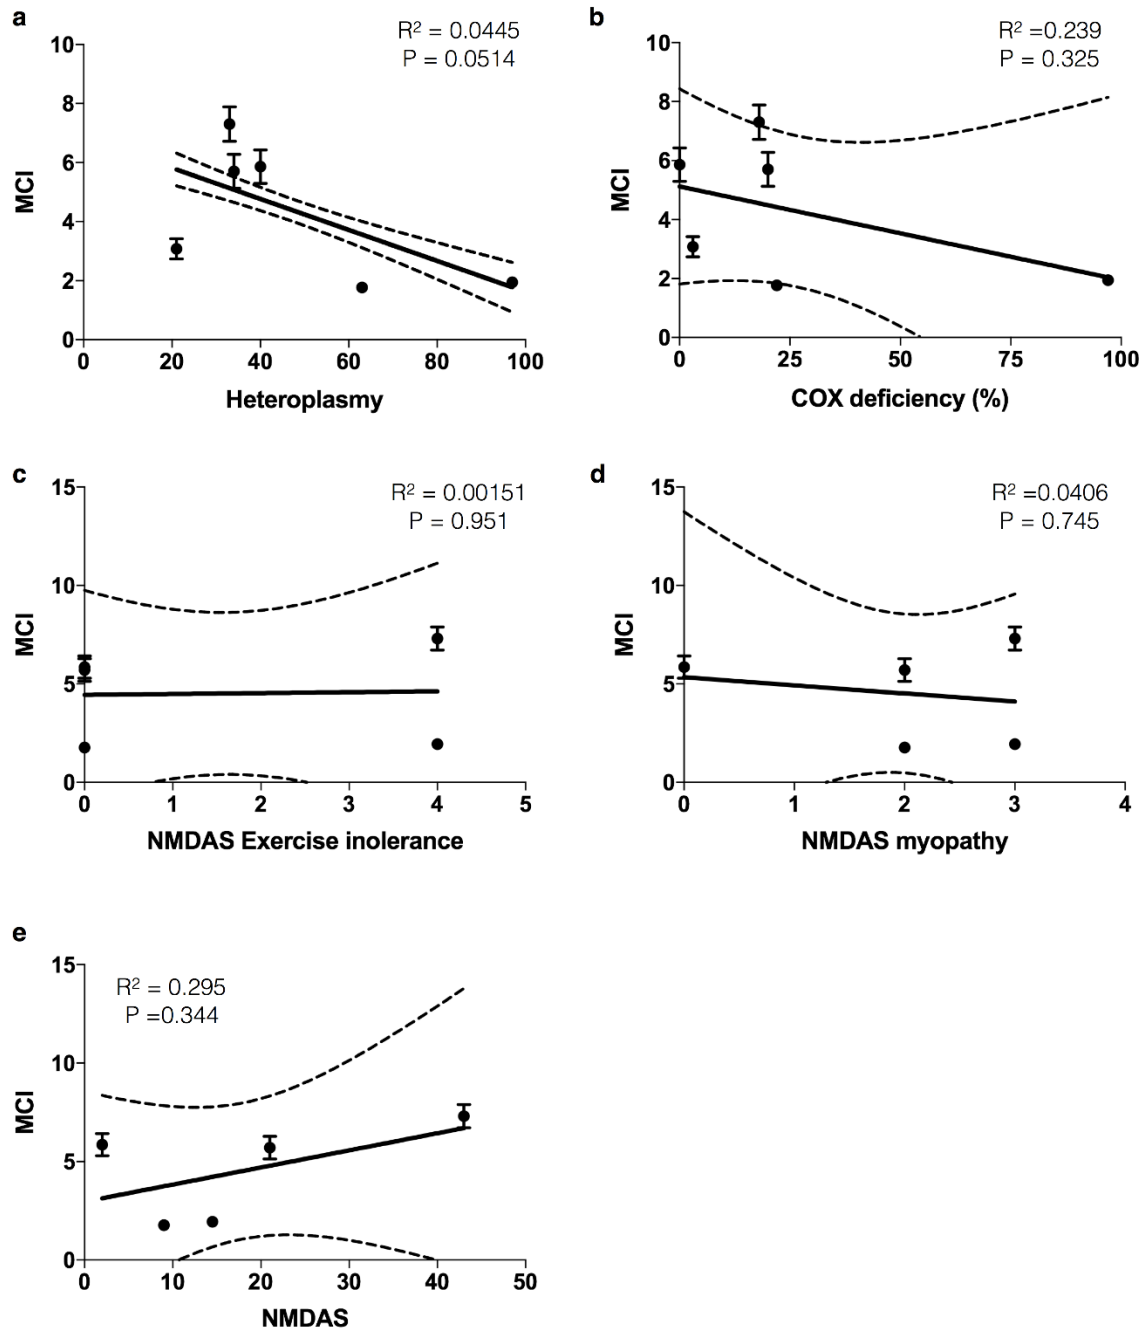 a
R² = 0.0445
P = 0.0514
10
8
6
4
2
0
MCI
0 20 40 60 80 100
Heteroplasmy
b
R² =0.239
P = 0.325
10
8
6
4
2
0
MCI
0 25 50 75 100
COX deficiency (%)
c
R² = 0.00151
P = 0.951
15
10
5
0
MCI
0 1 2 3 4 5
NMDAS Exercise inolerance
d
R² =0.0406
P = 0.745
15
10
5
0
MCI
0 1 2 3 4
NMDAS myopathy
e
R² = 0.295
P =0.344
15
10
5
0
MCI
0 10 20 30 40 50
NMDAS